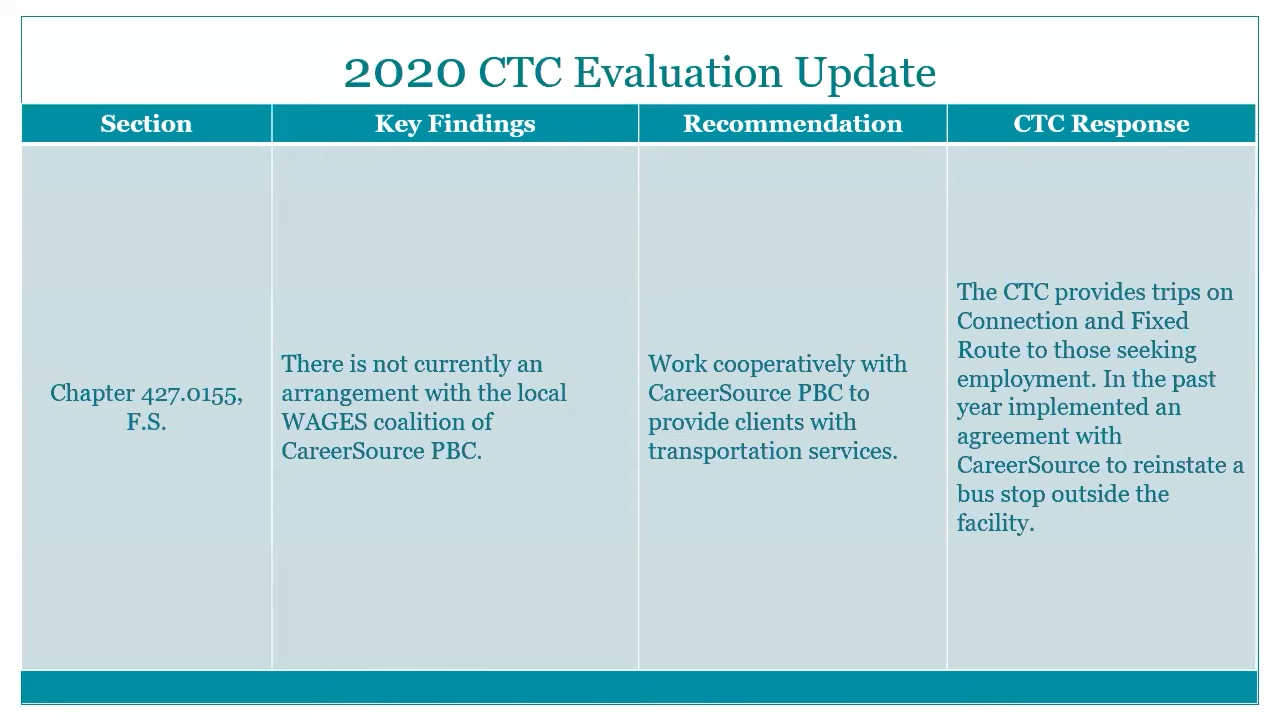 2020 CTC Evaluation Update
Section
Key Findings
Recommendation
CTC Response
Chapter 427.0155,
F.S.
There is not currently an
arrangement with the local
WAGES coalition of
CareerSource PBC.
Work cooperatively with
CareerSource PBC to
provide clients with
transportation services.
The CTC provides trips on
Connection and Fixed
Route to those seeking
employment. In the past
year implemented an
agreement with
CareerSource to reinstate a
bus stop outside the
facility.